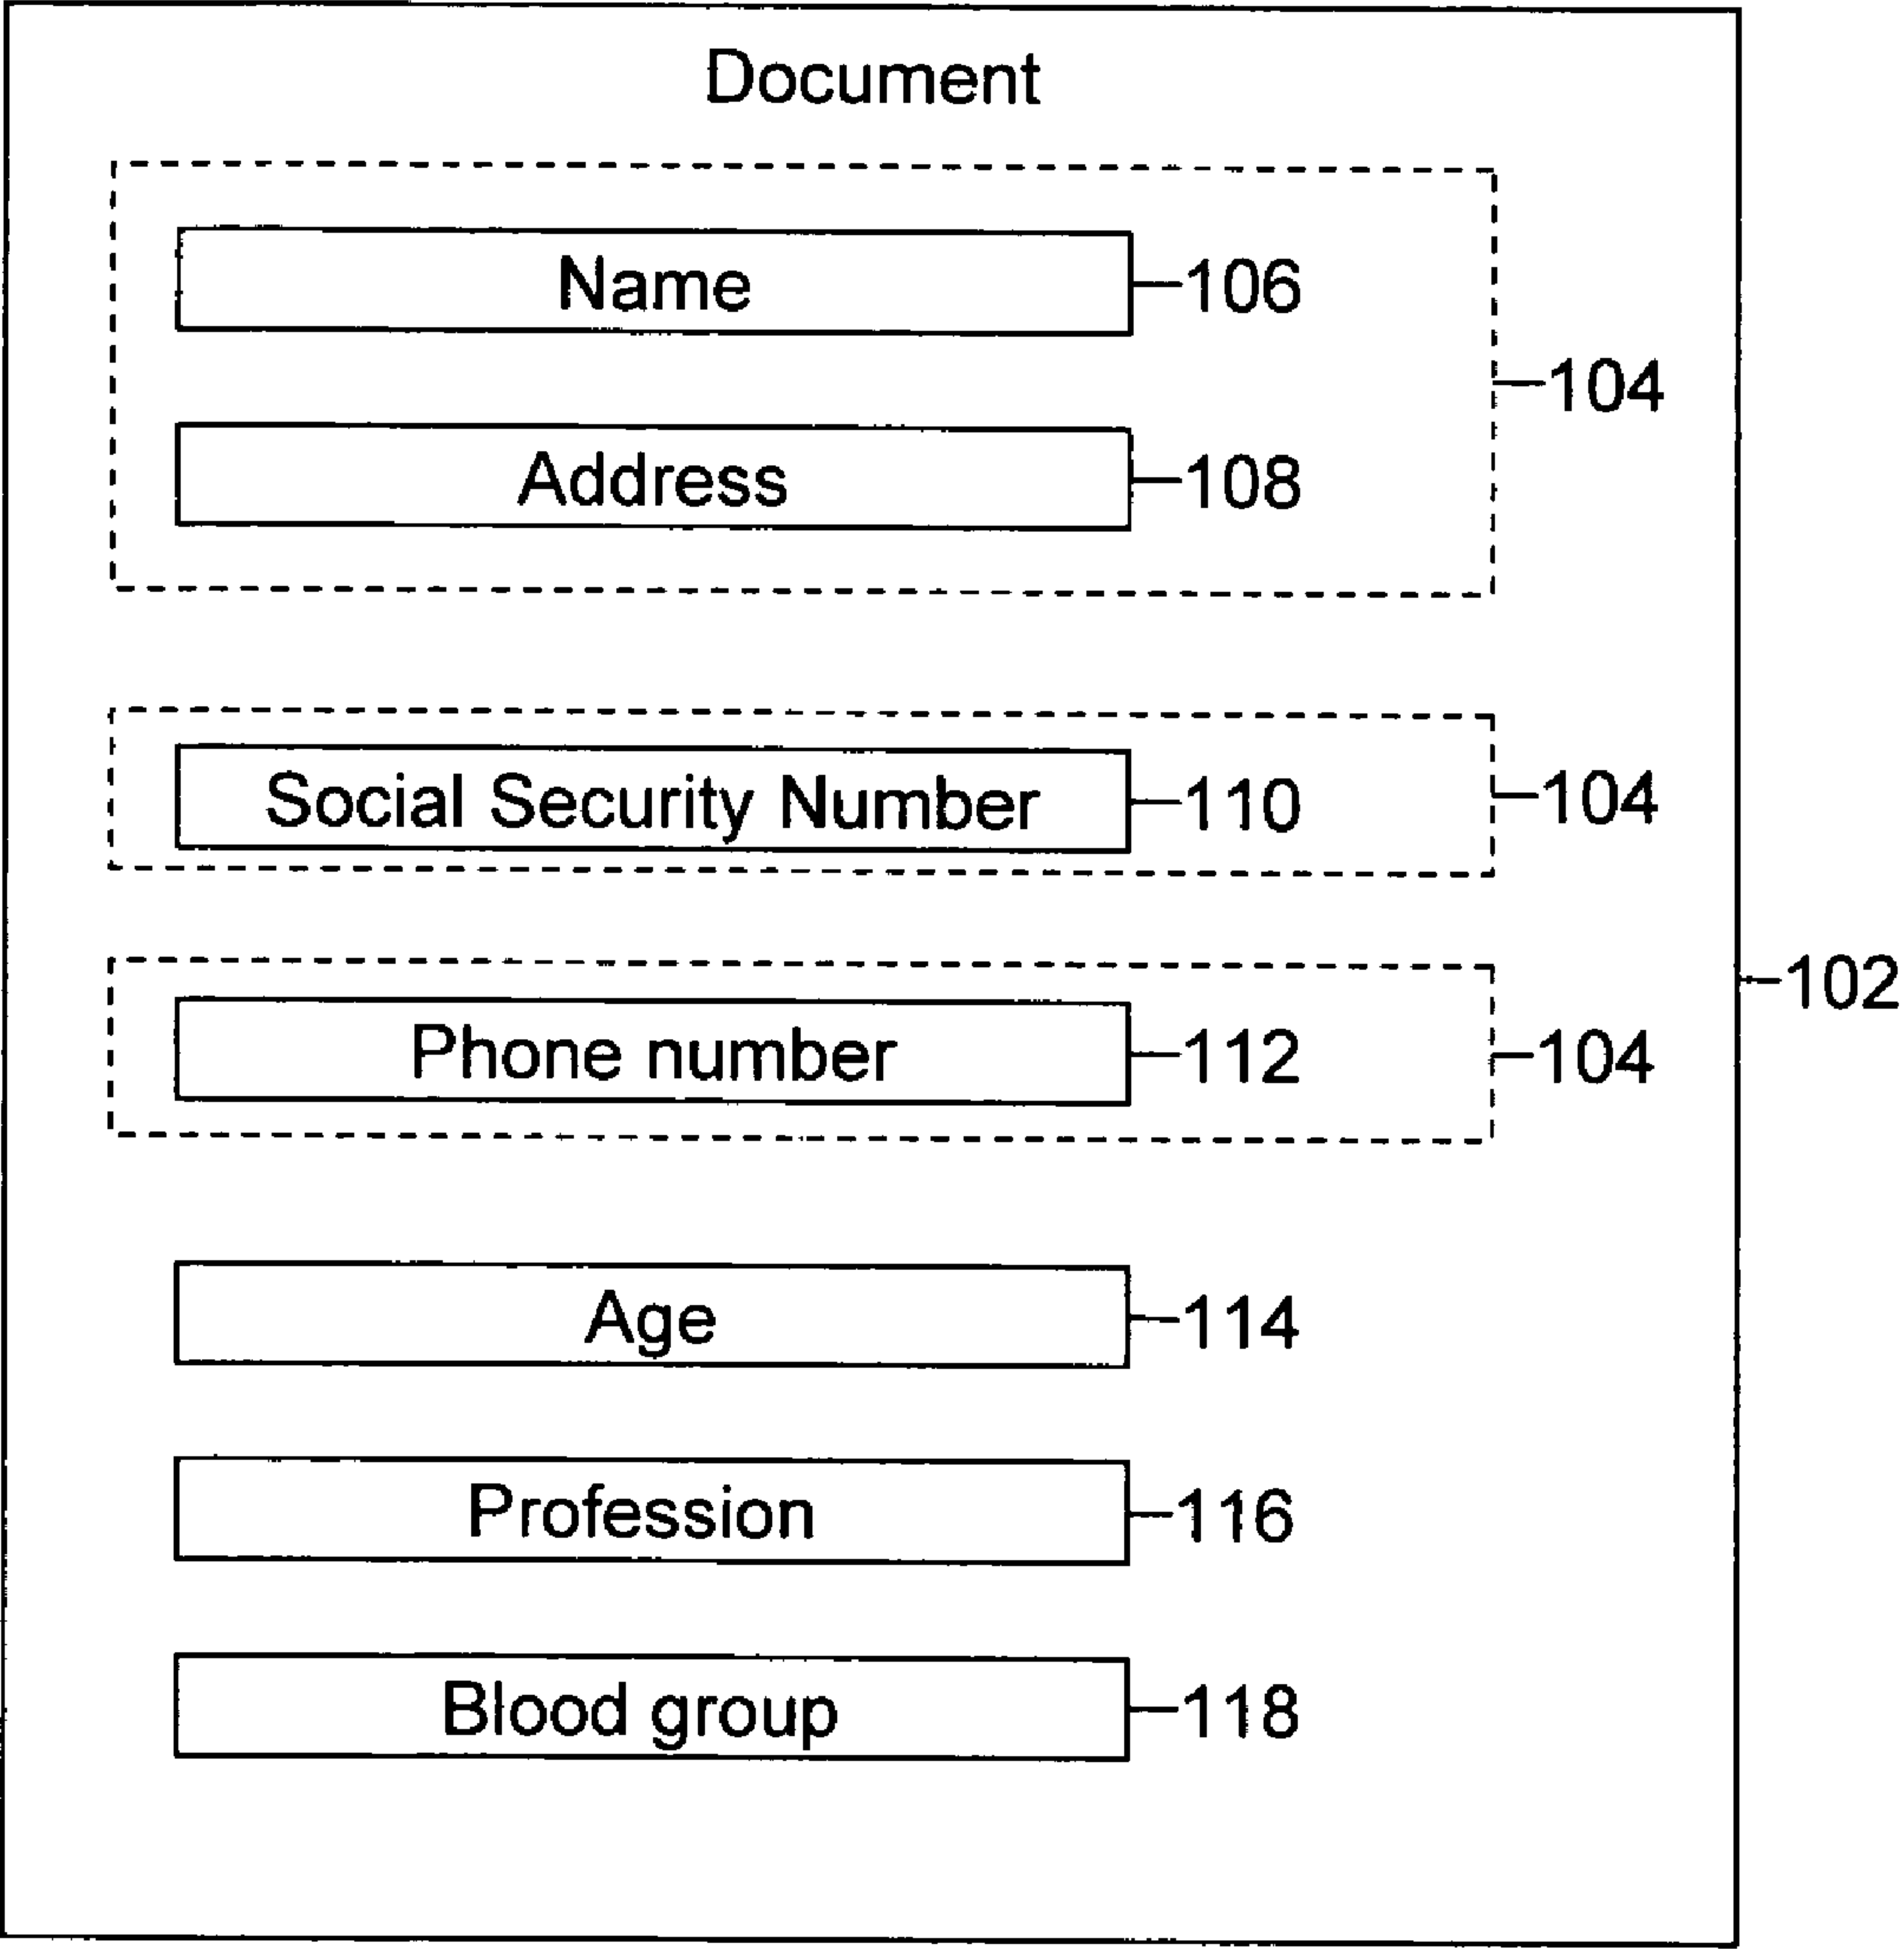 Document
Name 106
104
Address 108
Social Security Number 110 104
102
Phone number 112 104
Age 114
Profession 116
Blood group 118